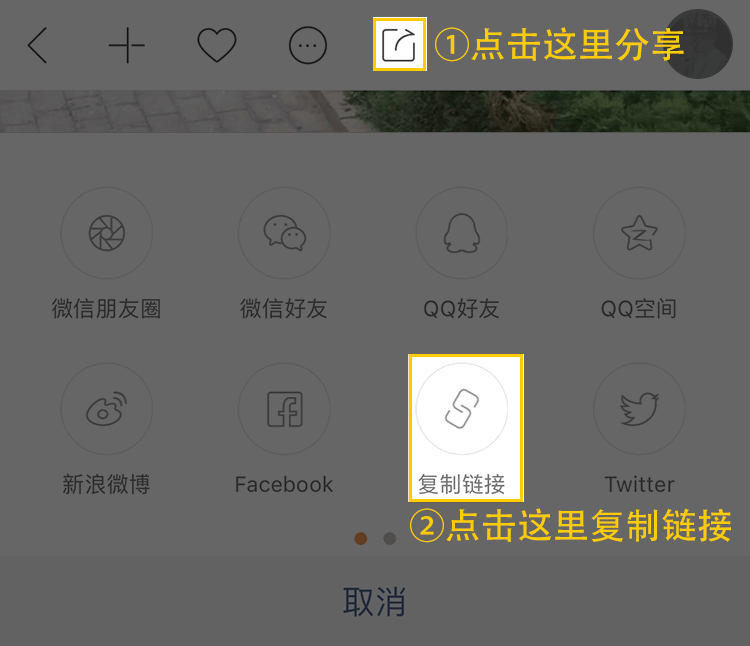 ①点击这里分享
微信朋友圈
微信好友
QQ好友
QQ空间
新浪微博
Facebook
复制链接
Twitter
②点击这里复制链接
取消